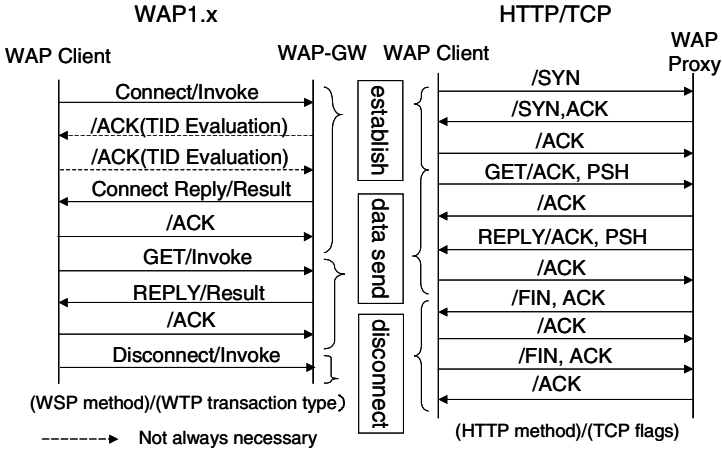 WAP1.x
HTTP/TCP
WAP Client
WAP-GW
WAP Client
WAP
Proxy
Connect/Invoke
/ACK(TID Evaluation)
/ACK(TID Evaluation)
Connect Reply/Result
/ACK
GET/Invoke
REPLY/Result
/ACK
Disconnect/Invoke
(WSP method)/(WTP transaction type)
Not always necessary
establish
data send
disconnect
/SYN
/SYN,ACK
/ACK
GET/ACK, PSH
/ACK
REPLY/ACK, PSH
/ACK
/FIN, ACK
/ACK
/FIN, ACK
/ACK
(HTTP method)/(TCP flags)